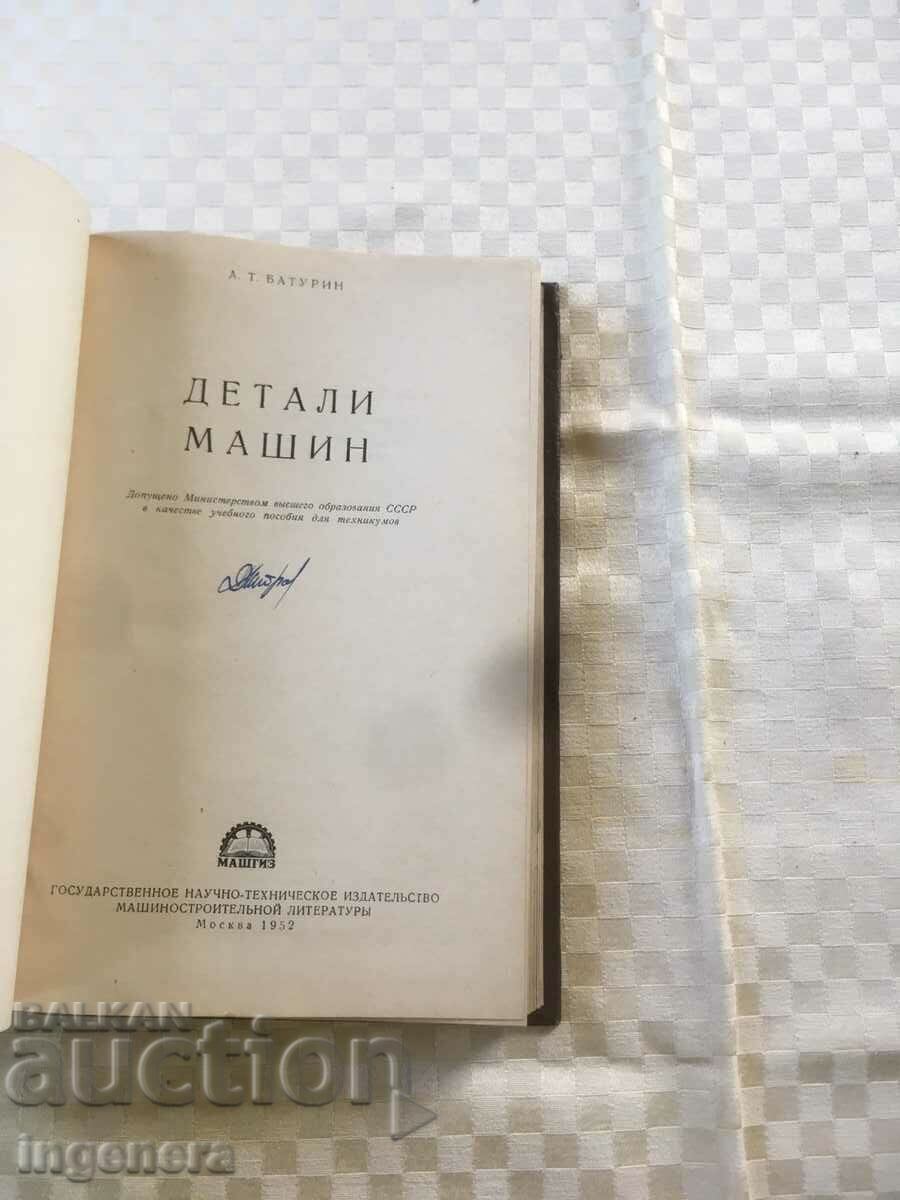 А. Т. БАТУРИН
ДЕТАЛИ
МАШИН
Допущено Министерством высшего образования СССР
в качестве учебного пособия для техникумов
МАШГИЗ
ГОСУДАРСТВЕННОЕ НАУЧНО-ТЕХНИЧЕСКОЕ ИЗДАТЕЛЬСТВО
МАШИНОСТРОИТЕЛЬНОЙ ЛИТЕРАТУРЫ
Москва 1952
BALKAN
auction
ingenera